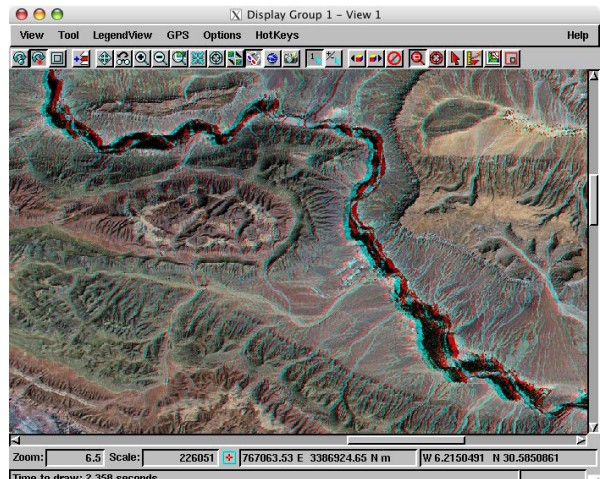 Display Group 1 - View 1
View Tool LegendView GPS Options HotKeys Help
Zoom: 6.5 Scale: 226051 767063.53 E 3386924.65 N m W 6.2150491 N 30.5850861
Time to draw: 2.358 seconds